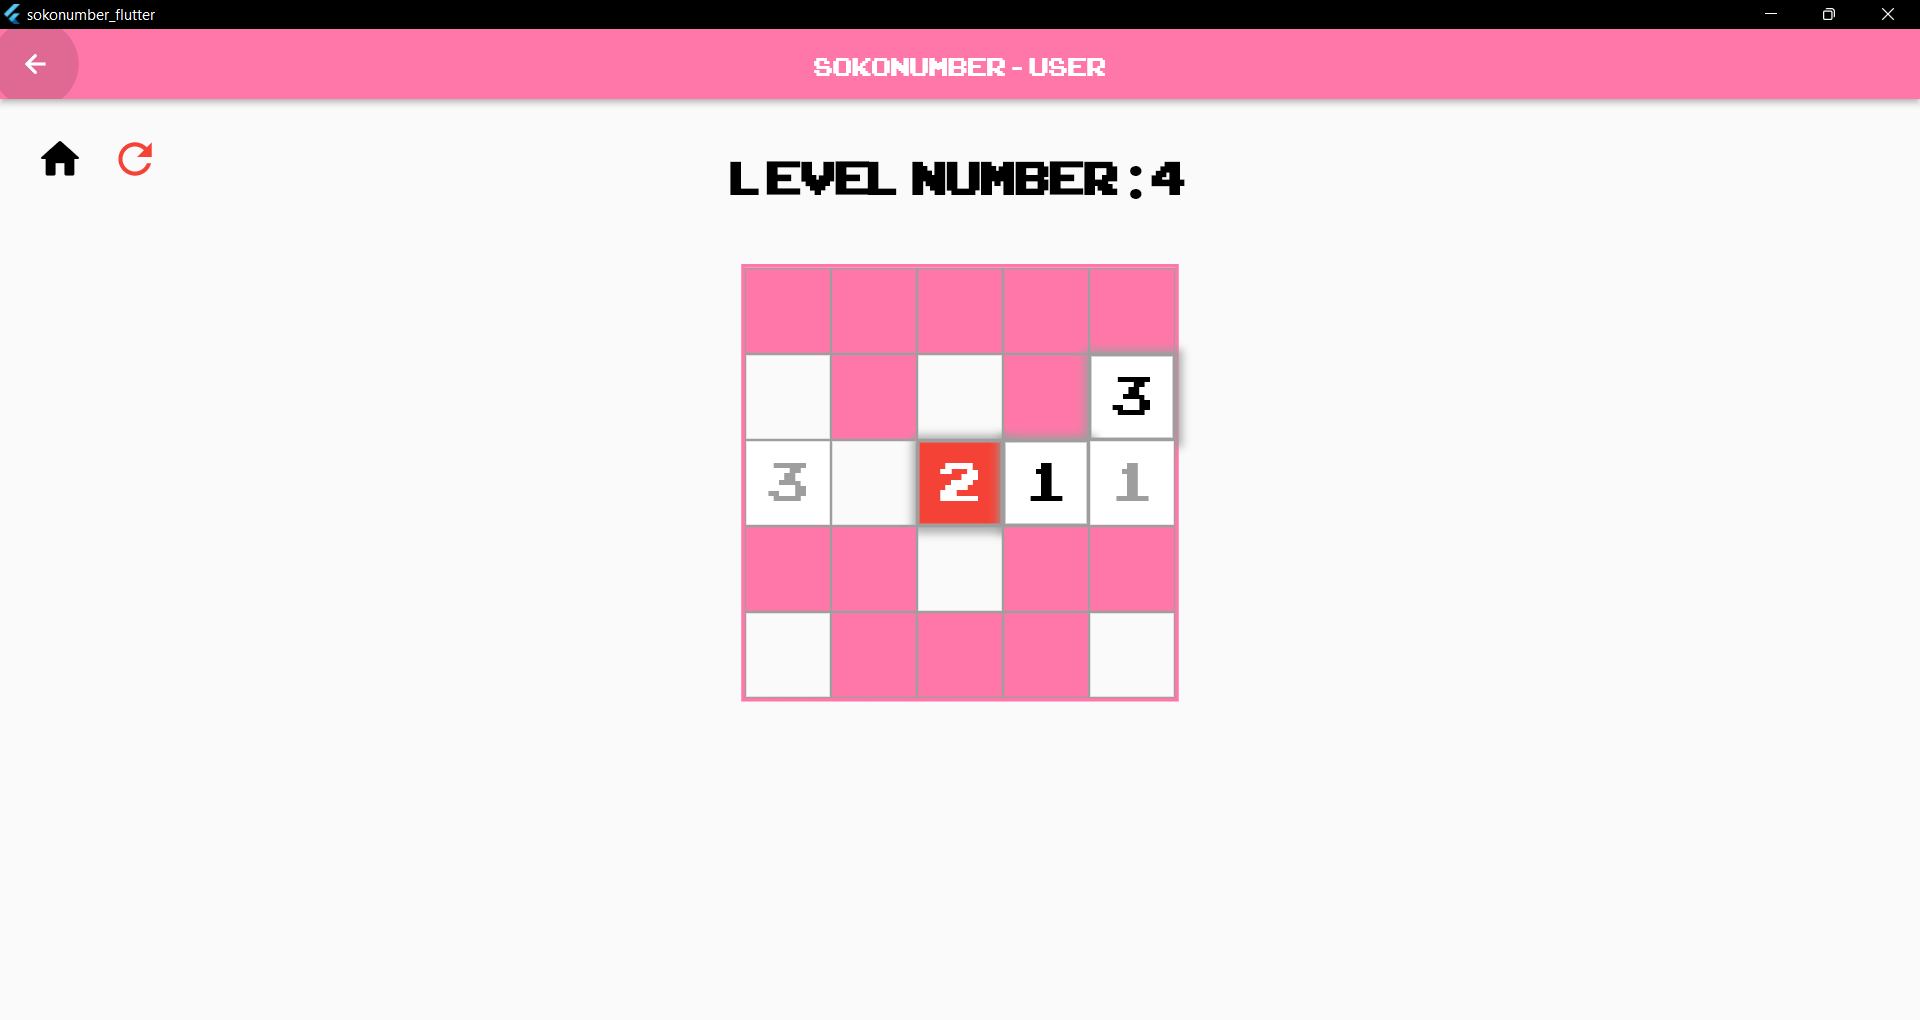 sokonumber_flutter
SOKONUMBER - USER
LEVEL NUMBER :4
3
3 2 1 1